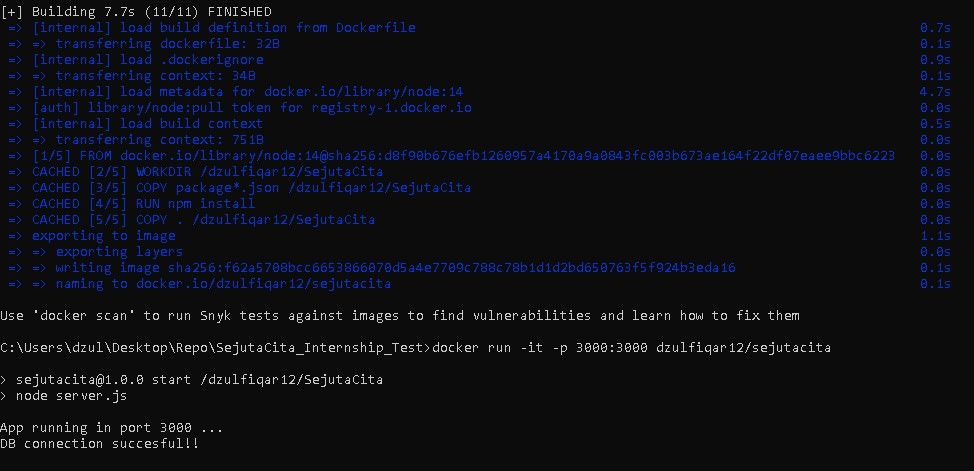 [+] Building 7.7s (11/11) FINISHED
=> [internal] load build definition from Dockerfile 0.7s
=> => transferring dockerfile: 32B 0.1s
=> [internal] load .dockerignore 0.9s
=> => transferring context: 34B 0.1s
=> [internal] load metadata for docker.io/library/node:14 4.7s
=> [auth] library/node:pull token for registry-1.docker.io 0.0s
=> [internal] load build context 0.5s
=> => transferring context: 751B 0.1s
=> [1/5] FROM docker.io/library/node:14@sha256:d8f90b676efb1260957a4170a9a0843fc003b673ae164f22df07eaee9bbc6223 0.0s
=> CACHED [2/5] WORKDIR /dzulfiqar12/SejutaCita 0.0s
=> CACHED [3/5] COPY package*.json /dzulfiqar12/SejutaCita 0.0s
=> CACHED [4/5] RUN npm install 0.0s
=> CACHED [5/5] COPY . /dzulfiqar12/SejutaCita 0.0s
=> exporting to image 1.1s
=> => exporting layers 0.0s
=> => writing image sha256:f62a5708bcc6653866070d5a4e7709c788c78b1d1d2bd650763f5f924b3eda16 0.1s
=> => naming to docker.io/dzulfiqar12/sejutacita 0.1s
Use 'docker scan' to run Snyk tests against images to find vulnerabilities and learn how to fix them
C:\Users\dzul\Desktop\Repo\SejutaCita_Internship_Test>docker run -it -p 3000:3000 dzulfiqar12/sejutacita
> sejutacita@1.0.0 start /dzulfiqar12/SejutaCita
> node server.js
App running in port 3000 ...
DB connection succesful!!